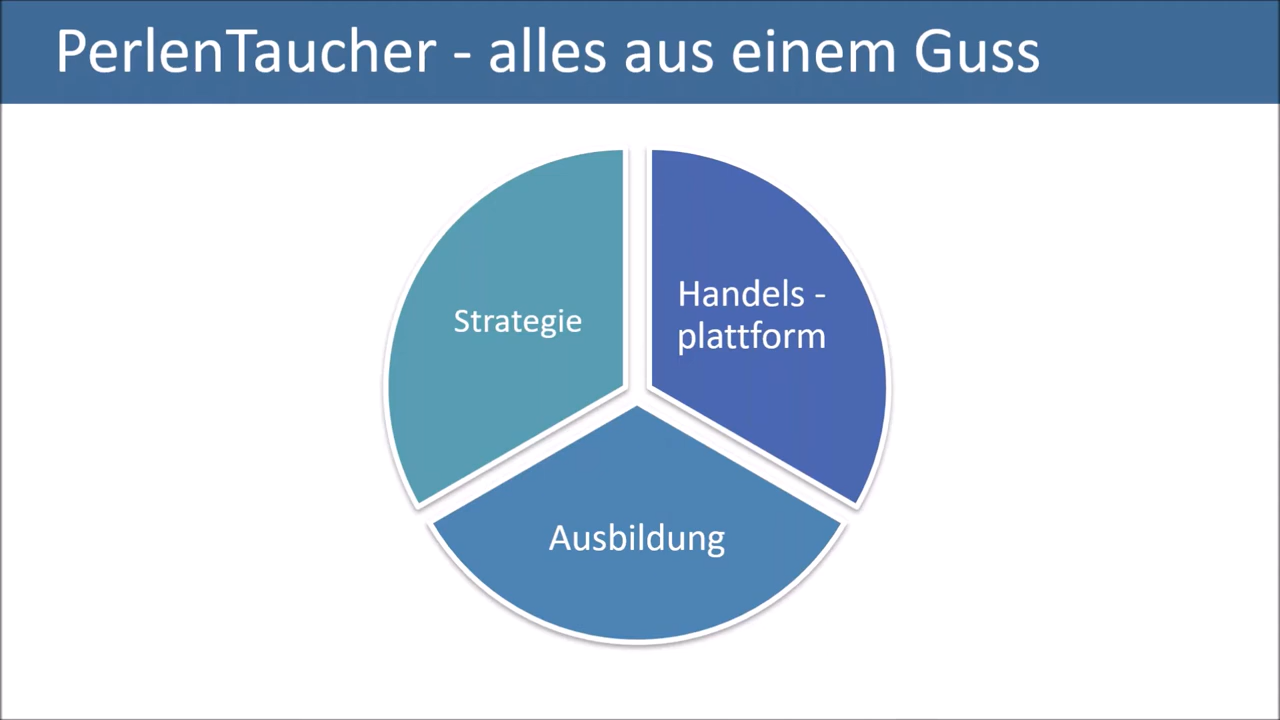 PerlenTaucher - alles aus einem Guss
Strategie
Handels -
plattform
Ausbildung